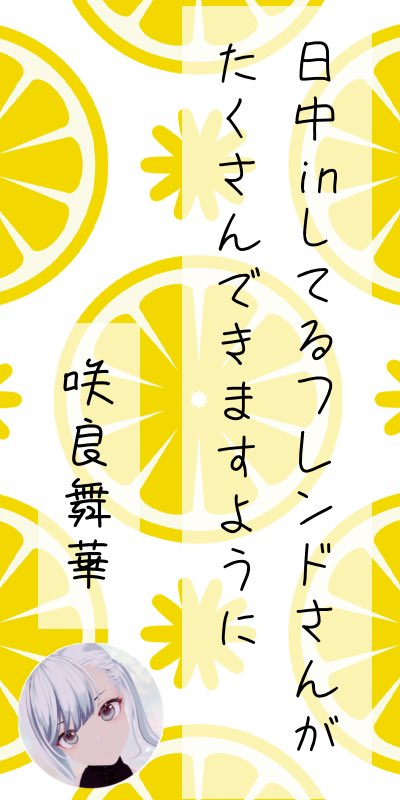 日中inしてるフレンドさんが
たくさんできますように
咲良舞華